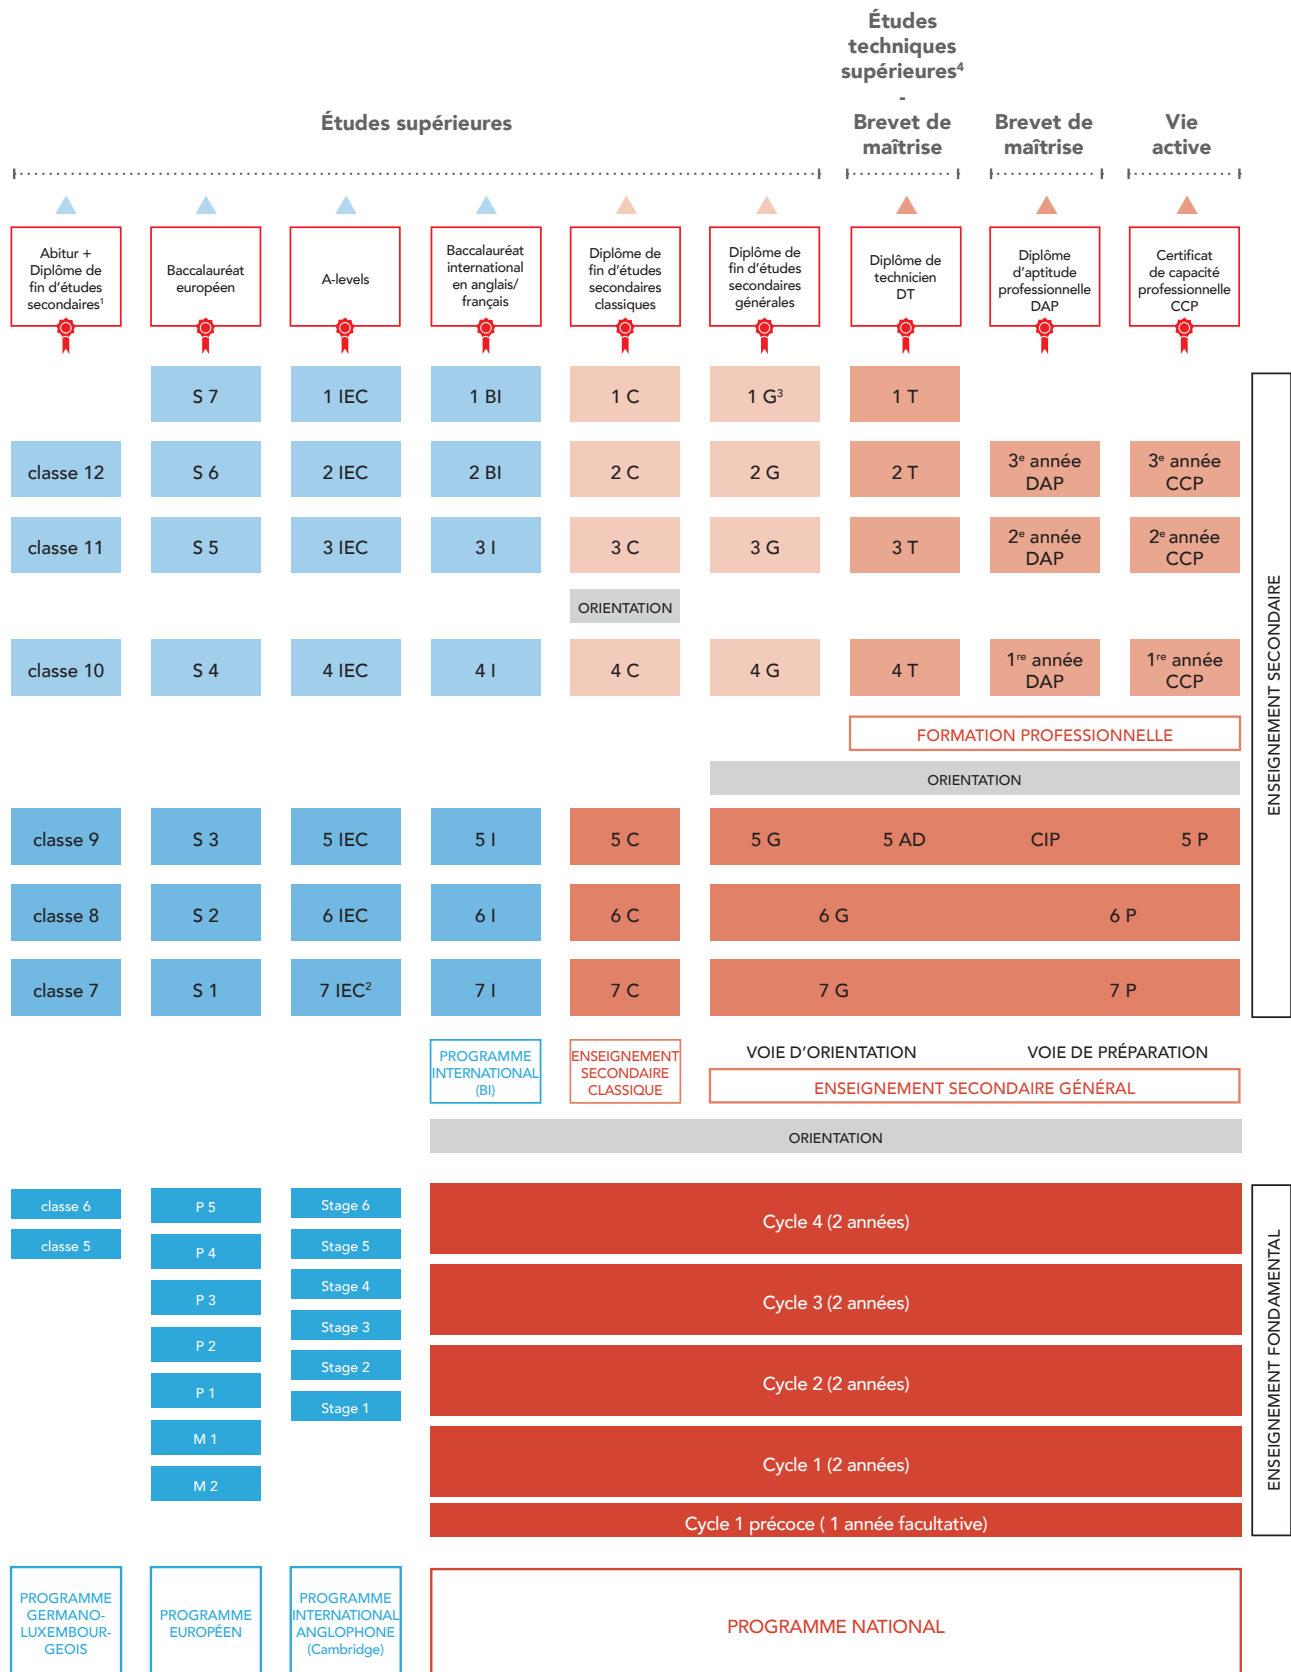 Études
techniques
supérieures⁴
-
Brevet de
maîtrise
Études supérieures
Brevet de
maîtrise
Vie
active
Abitur +
Diplôme de
fin d'études
secondaires¹
Baccalauréat
européen
A-levels
Baccalauréat
international
en anglais/
français
Diplôme de
fin d'études
secondaires
classiques
Diplôme de
fin d'études
secondaires
générales
Diplôme de
technicien
DT
Diplôme
d'aptitude
professionnelle
DAP
Certificat
de capacité
professionnelle
CCP
S 7
1 IEC
1 BI
1 C
1 G³
1 T
classe 12
S 6
2 IEC
2 BI
2 C
2 G
2 T
3ᵉ année
DAP
3ᵉ année
CCP
classe 11
S 5
3 IEC
3 I
3 C
3 G
3 T
2ᵉ année
DAP
2ᵉ année
CCP
ORIENTATION
classe 10
S 4
4 IEC
4 I
4 C
4 G
4 T
1ʳᵉ année
DAP
1ʳᵉ année
CCP
FORMATION PROFESSIONNELLE
ORIENTATION
classe 9
S 3
5 IEC
5 I
5 C
5 G
5 AD
CIP
5 P
classe 8
S 2
6 IEC
6 I
6 C
6 G
6 P
classe 7
S 1
7 IEC²
7 I
7 C
7 G
7 P
ENSEIGNEMENT SECONDAIRE
PROGRAMME
INTERNATIONAL
(BI)
ENSEIGNEMENT
SECONDAIRE
CLASSIQUE
VOIE D'ORIENTATION
VOIE DE PRÉPARATION
ENSEIGNEMENT SECONDAIRE GÉNÉRAL
ORIENTATION
classe 6
classe 5
P 5
P 4
P 3
P 2
P 1
M 1
M 2
Stage 6
Stage 5
Stage 4
Stage 3
Stage 2
Stage 1
Cycle 4 (2 années)
Cycle 3 (2 années)
Cycle 2 (2 années)
Cycle 1 (2 années)
Cycle 1 précoce ( 1 année facultative)
ENSEIGNEMENT FONDAMENTAL
PROGRAMME
GERMANO-
LUXEMBOUR-
GEOIS
PROGRAMME
EUROPÉEN
PROGRAMME
INTERNATIONAL
ANGLOPHONE
(Cambridge)
PROGRAMME NATIONAL